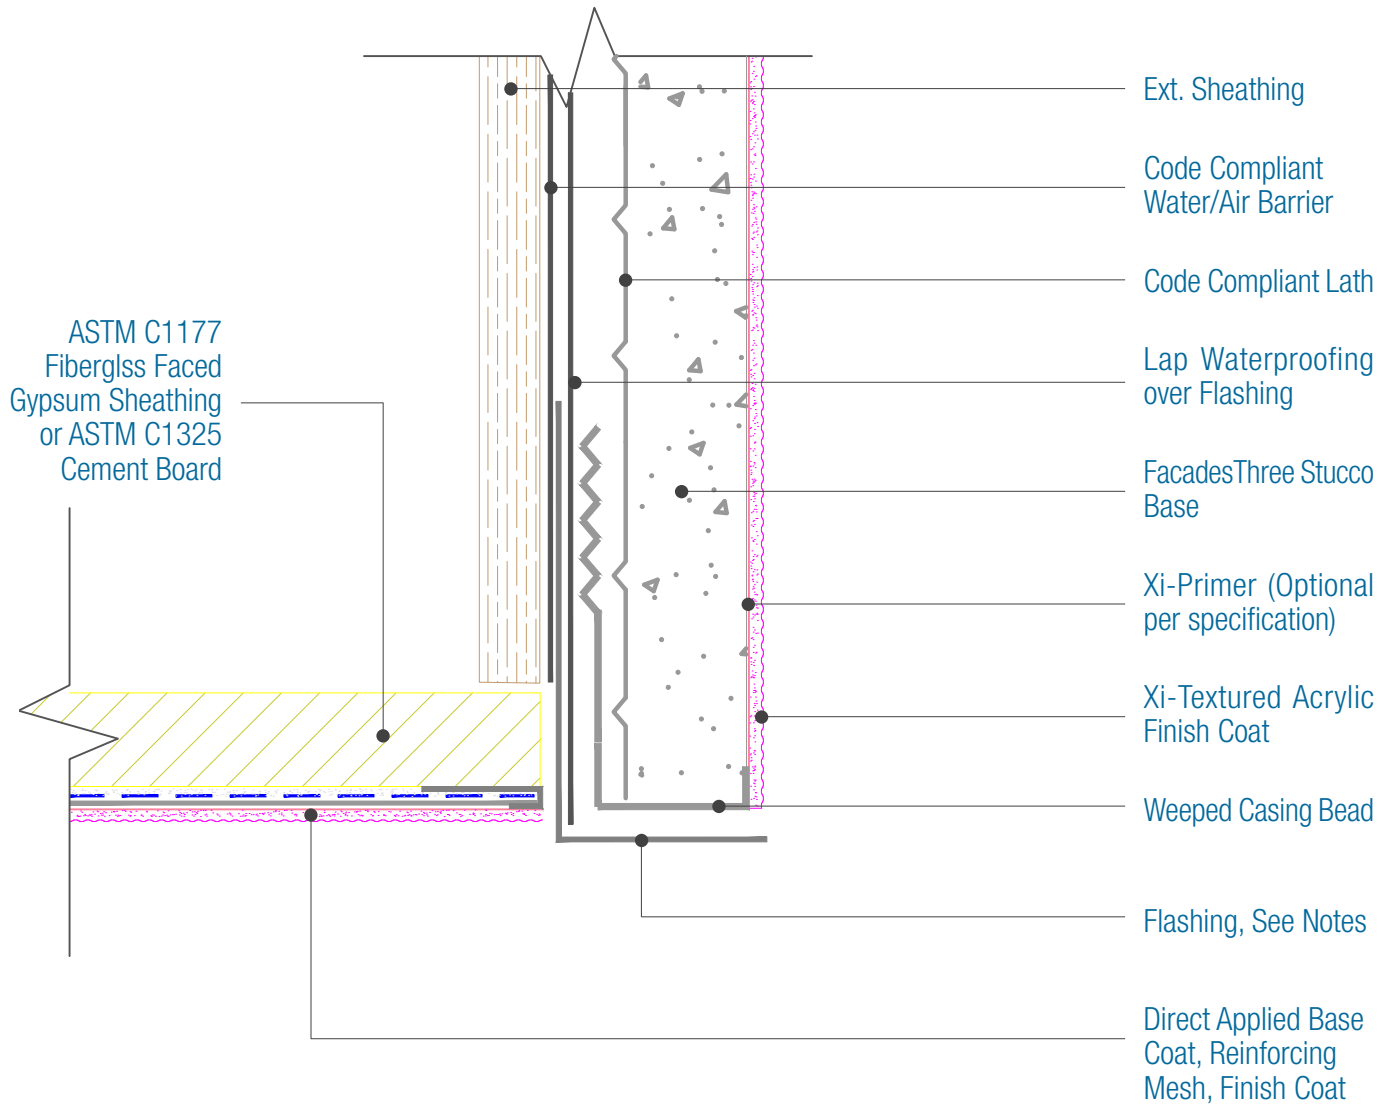 Ext. Sheathing
Code Compliant
Water/Air Barrier
Code Compliant Lath
ASTM C1177
Fiberglss Faced
Gypsum Sheathing
or ASTM C1325
Cement Board
Lap Waterproofing
over Flashing
FacadesThree Stucco
Base
Xi-Primer (Optional
per specification)
Xi-Textured Acrylic
Finish Coat
Weeped Casing Bead
Flashing, See Notes
Direct Applied Base
Coat, Reinforcing
Mesh, Finish Coat